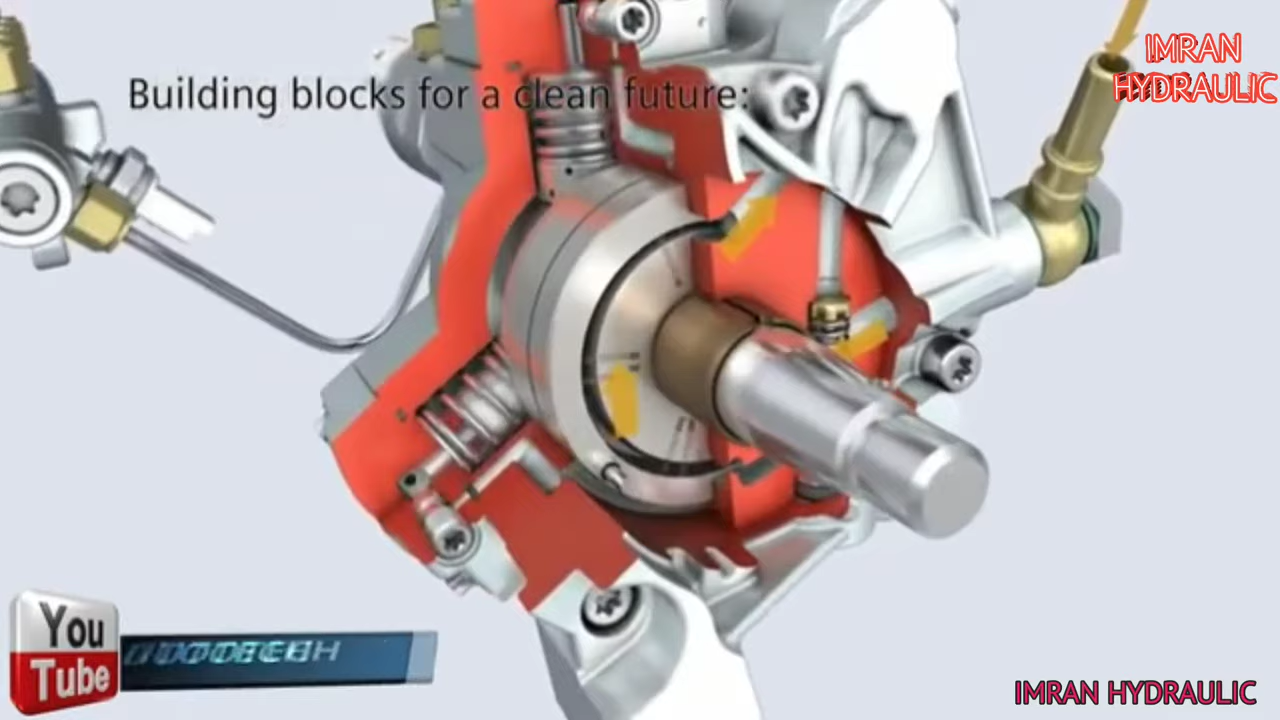 IMRAN
HYDRAULIC
Building blocks for a clean future:
You
Tube
IMRAN HYDRAULIC